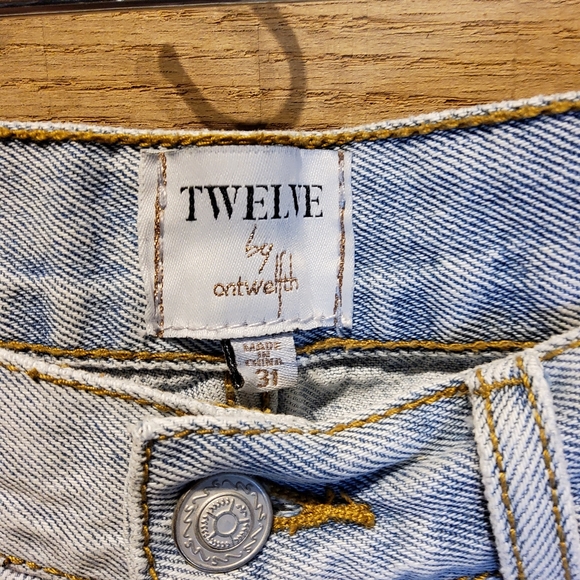 TWELVE
by
ontwelfth
MADE
IN
CHINA
31